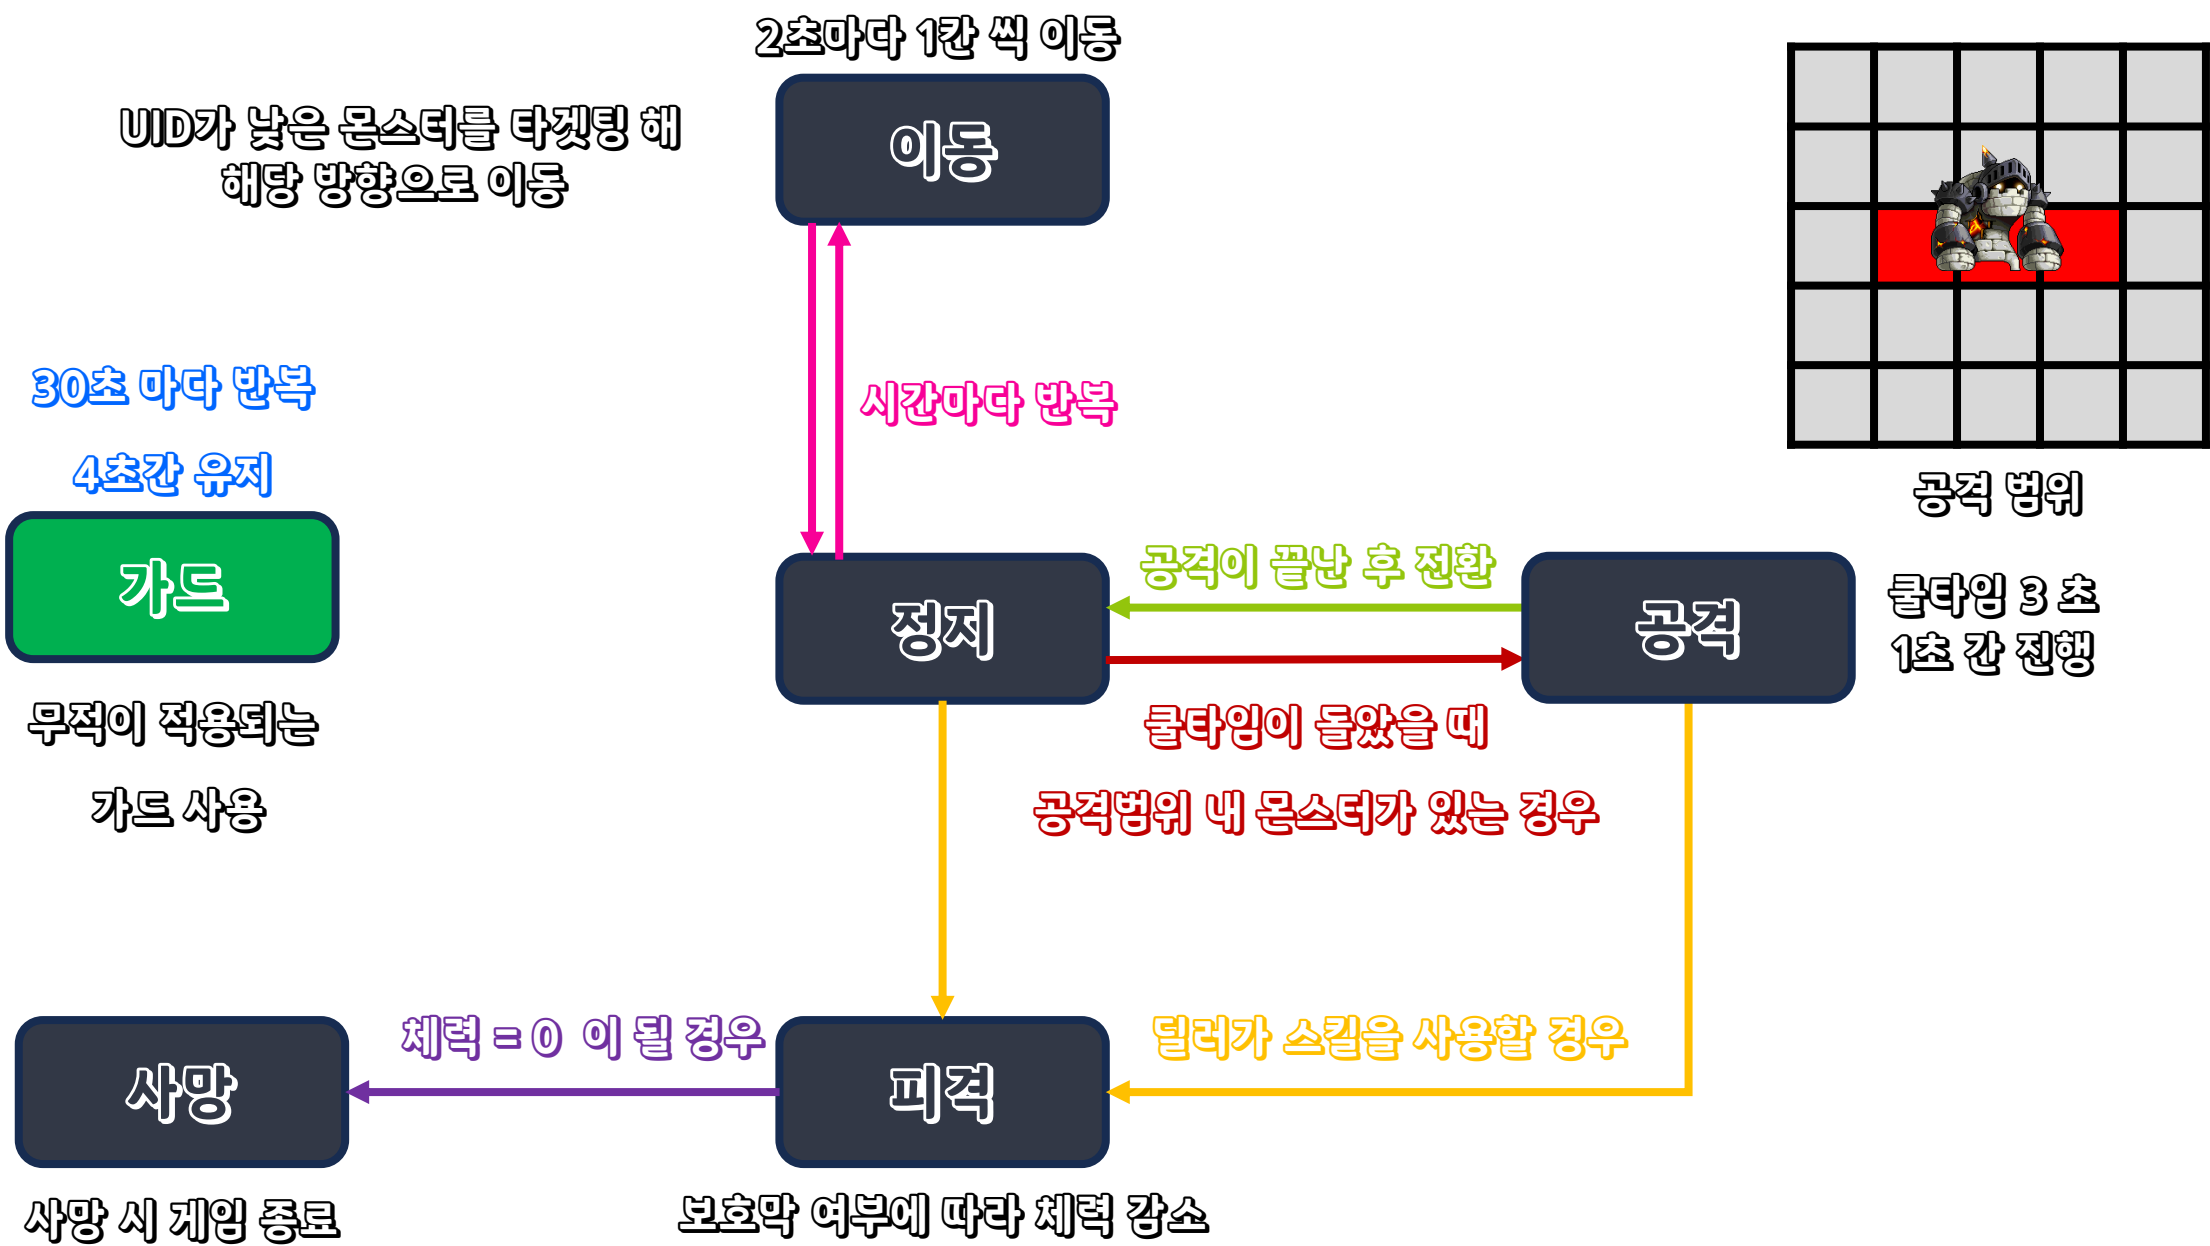 2초마다 1칸 씩 이동
이동
UID가 낮은 몬스터를 타겟팅 해
해당 방향으로 이동
시간마다 반복
30초 마다 반복
4초간 유지
가드
무적이 적용되는
가드 사용
정지
공격이 끝난 후 전환
쿨타임이 돌았을 때
공격범위 내 몬스터가 있는 경우
공격
공격 범위
쿨타임 3 초
1초 간 진행
사망
사망 시 게임 종료
체력 = 0 이 될 경우
피격
보호막 여부에 따라 체력 감소
딜러가 스킬을 사용할 경우